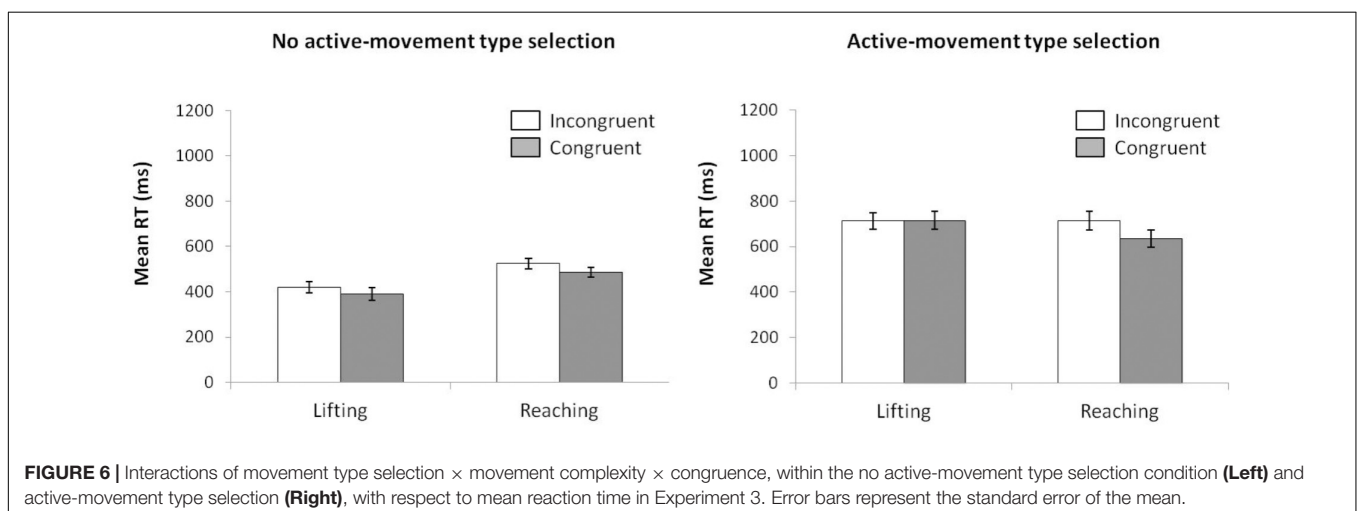 No active-movement type selection
1200
1000
800
600
400
200
0
Mean RT (ms)
Incongruent
Congruent
Lifting
Reaching
Active-movement type selection
1200
1000
800
600
400
200
0
Mean RT (ms)
Incongruent
Congruent
Lifting
Reaching
FIGURE 6 | Interactions of movement type selection × movement complexity × congruence, within the no active-movement type selection condition (Left) and
active-movement type selection (Right), with respect to mean reaction time in Experiment 3. Error bars represent the standard error of the mean.